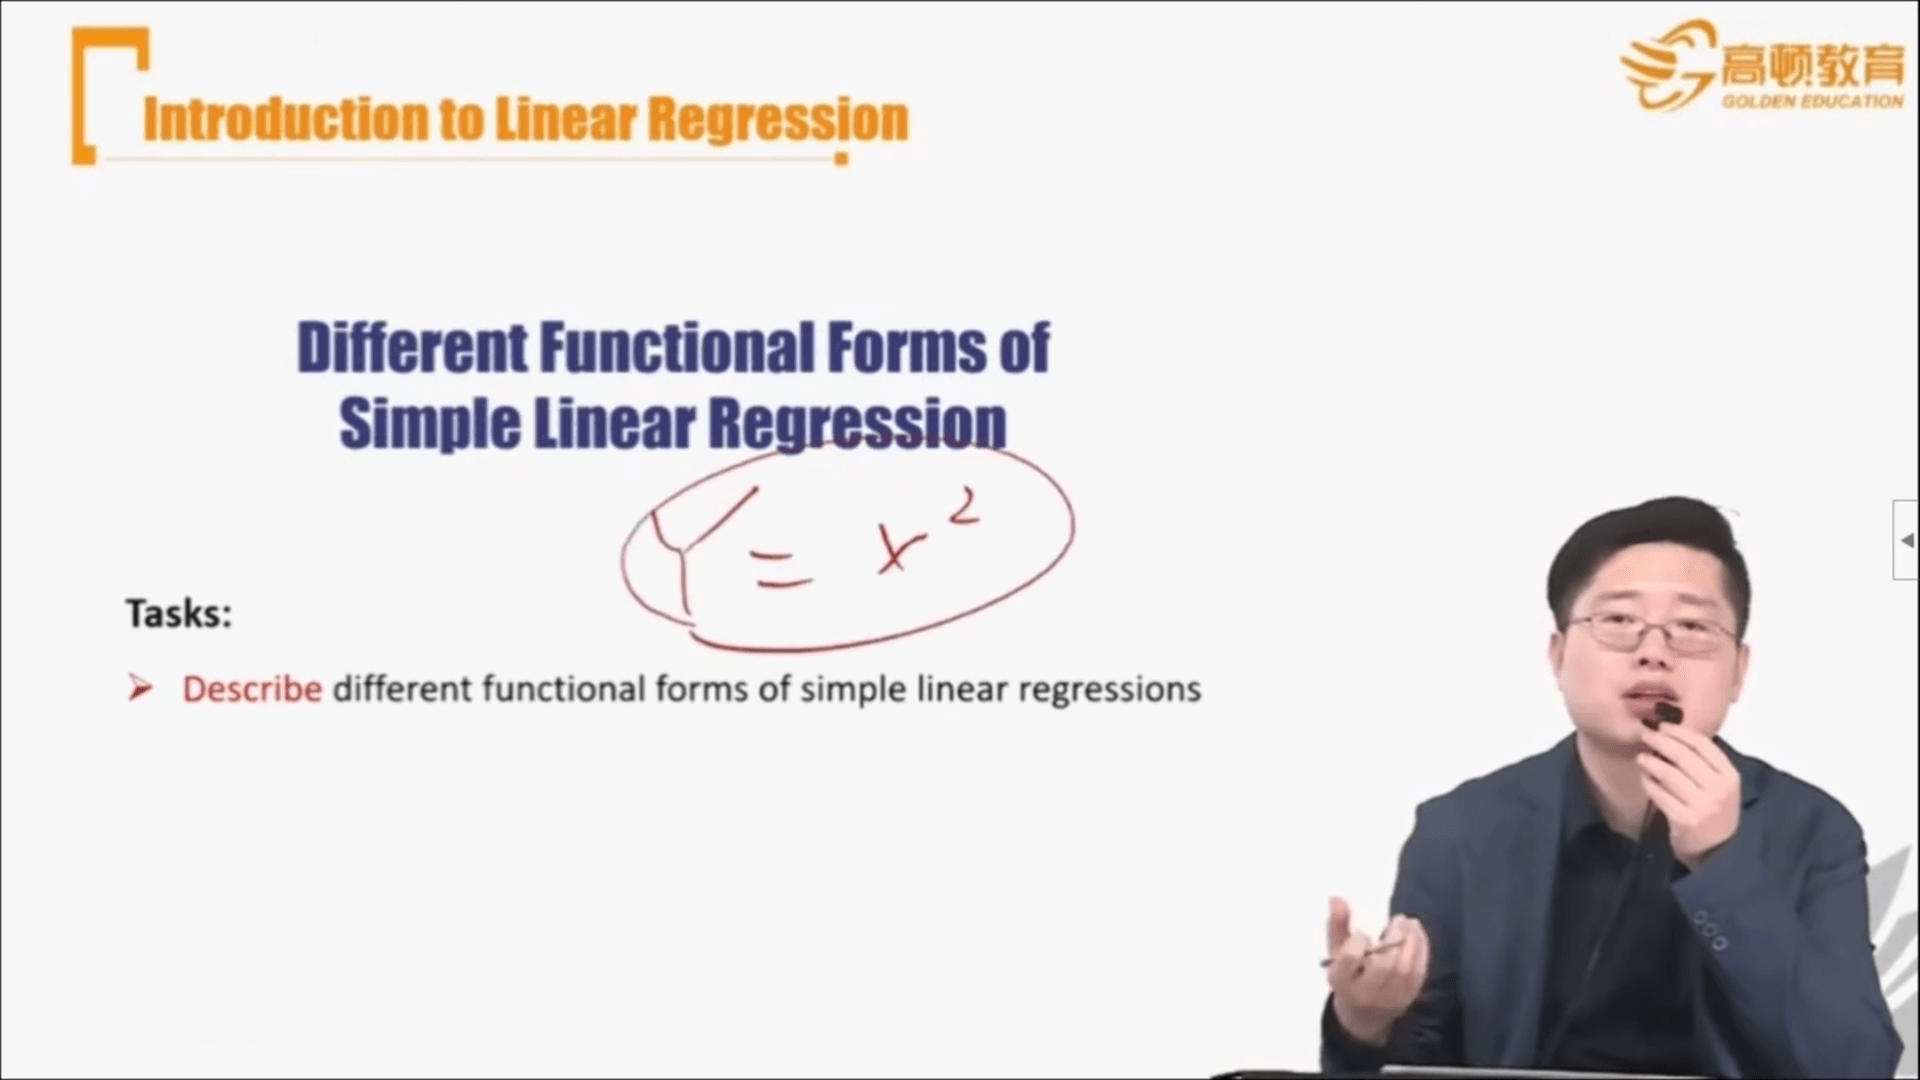 高顿教育
GOLDEN EDUCATION
Introduction to Linear Regression
Different Functional Forms of
Simple Linear Regression
Y = x²
Tasks:
Describe different functional forms of simple linear regressions